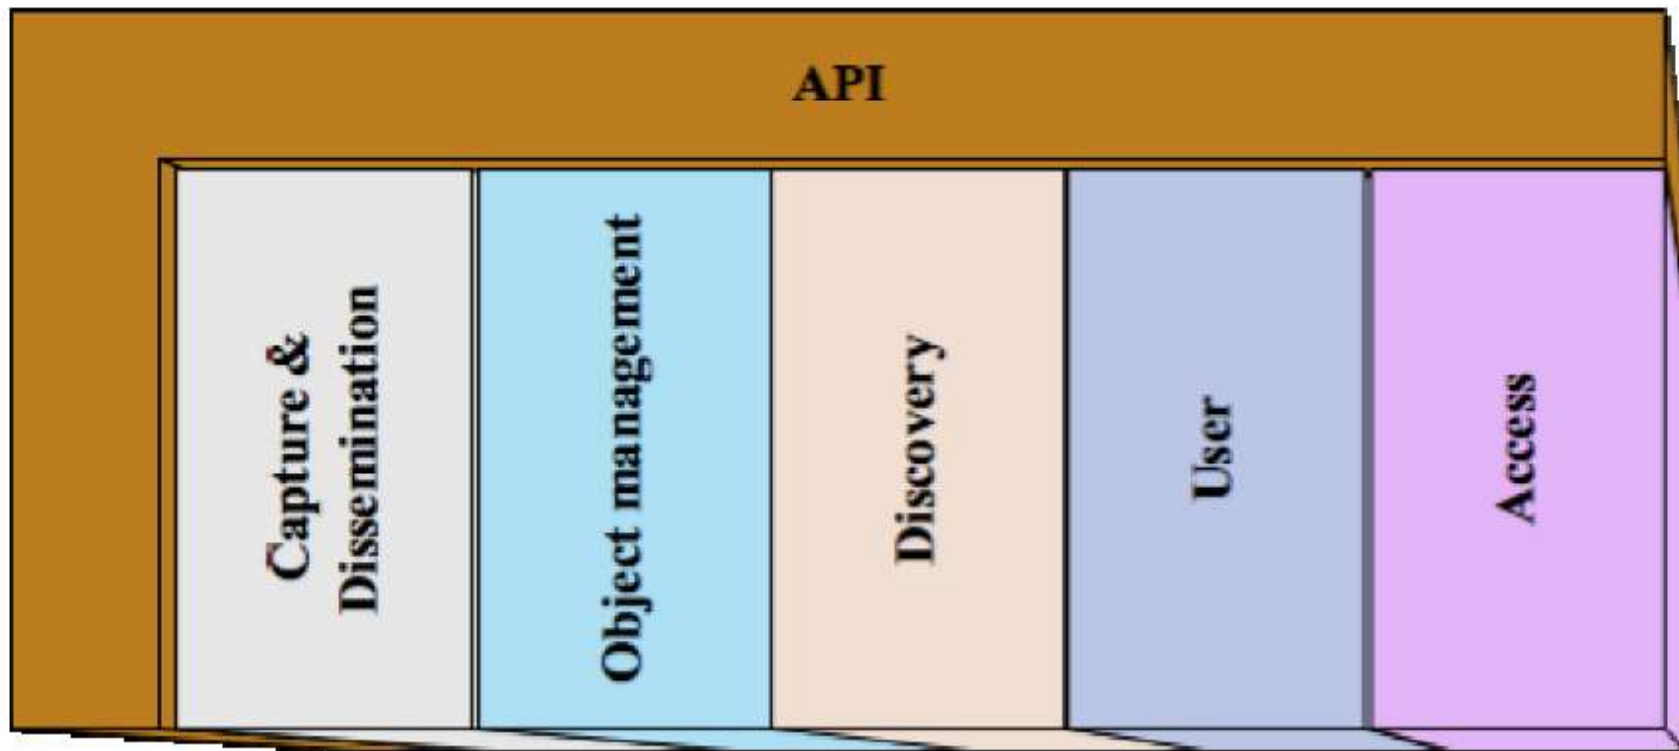 API
Capture &
Dissemination
Object management
Discovery
User
Access